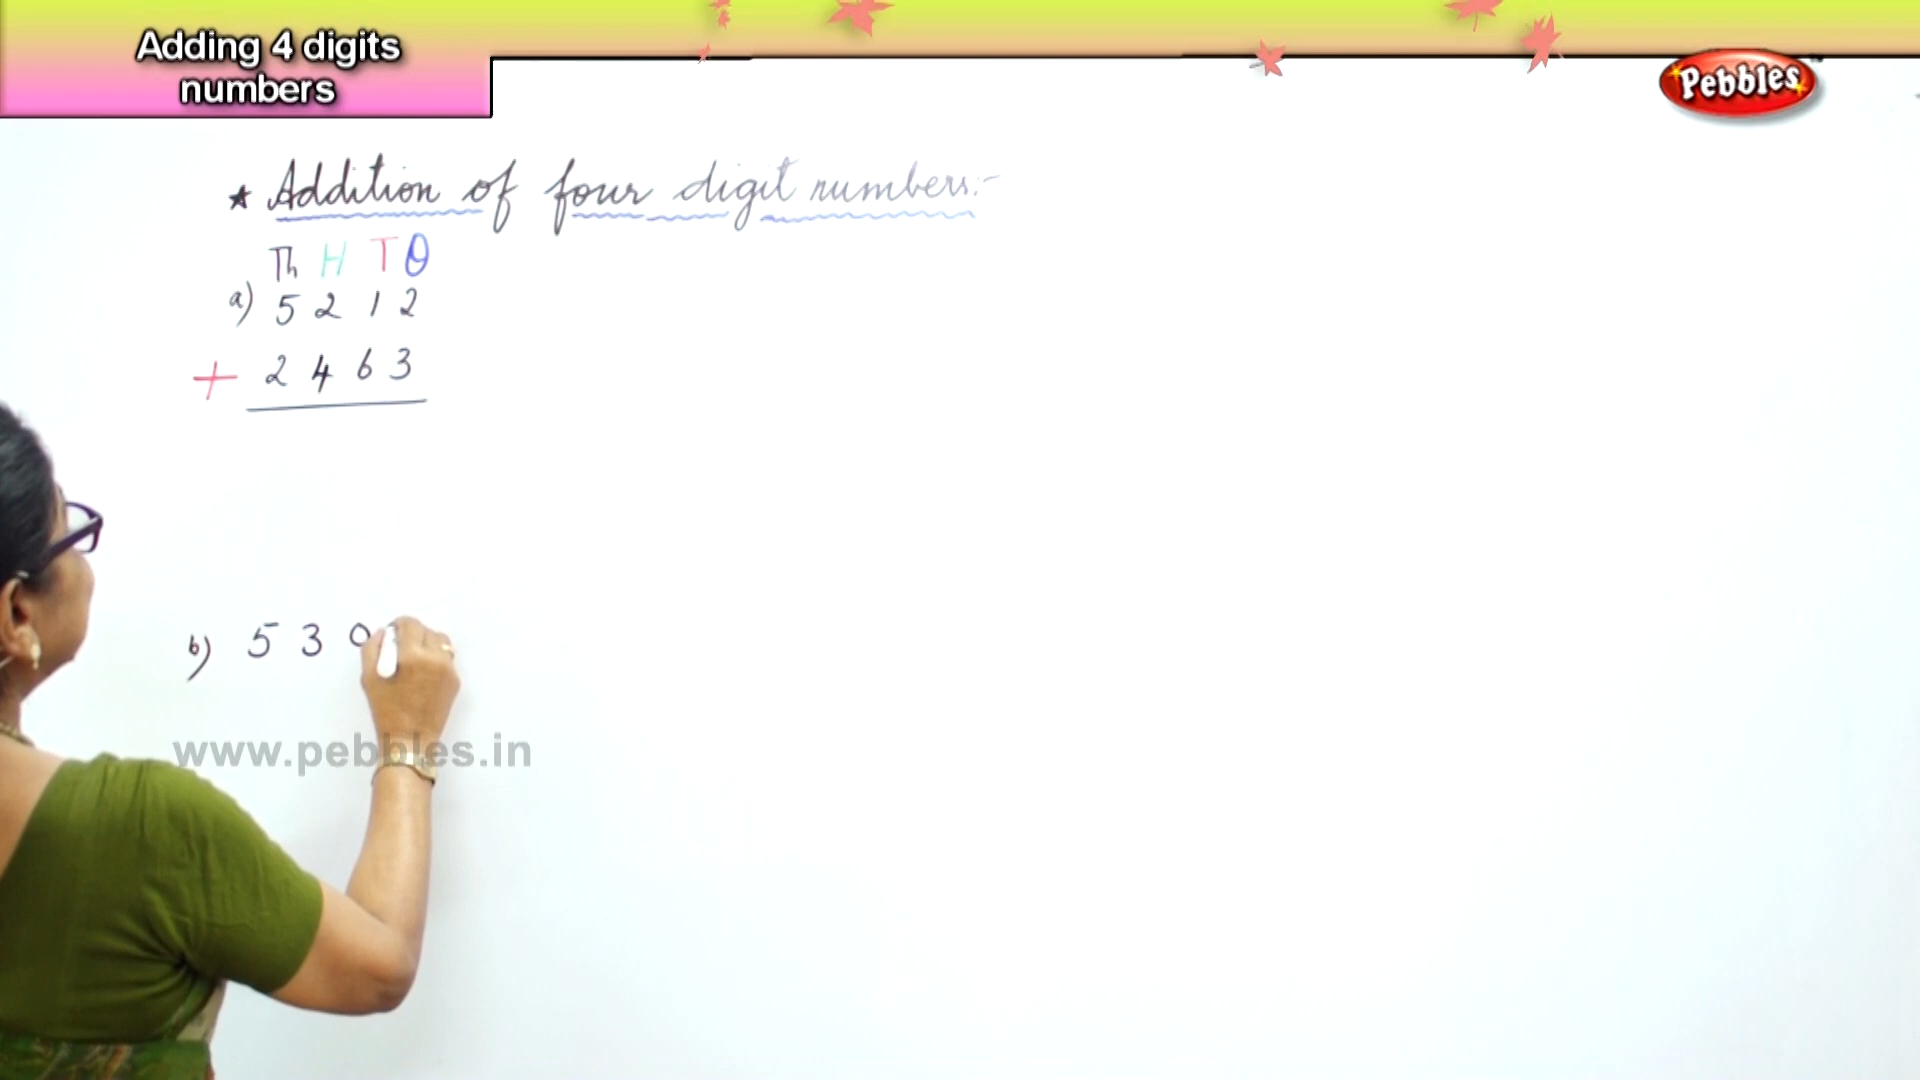 Adding 4 digits
numbers
Pebbles
★ Addition of four digit numbers:-
Th H T O
a) 5 2 1 2
+ 2 4 6 3
b) 5 3 0
www.pebbles.in